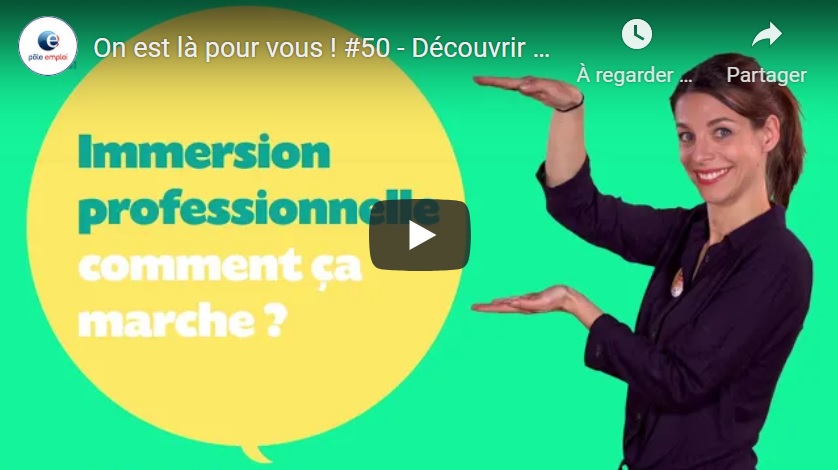 pôle emploi
On est là pour vous ! #50 - Découvrir ...
À regarder ...
Partager
Immersion
professionnelle
comment ça
marche ?